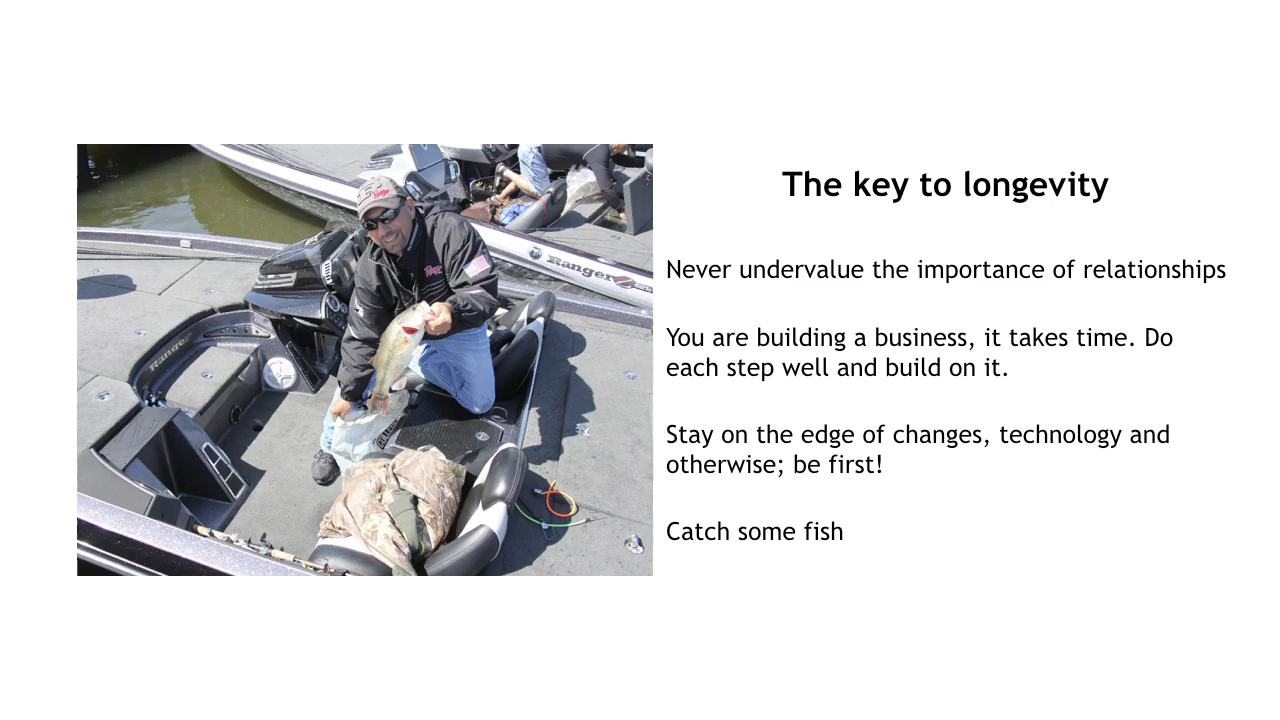 The key to longevity
Never undervalue the importance of relationships
You are building a business, it takes time. Do
each step well and build on it.
Stay on the edge of changes, technology and
otherwise; be first!
Catch some fish
Ranger
Ranger